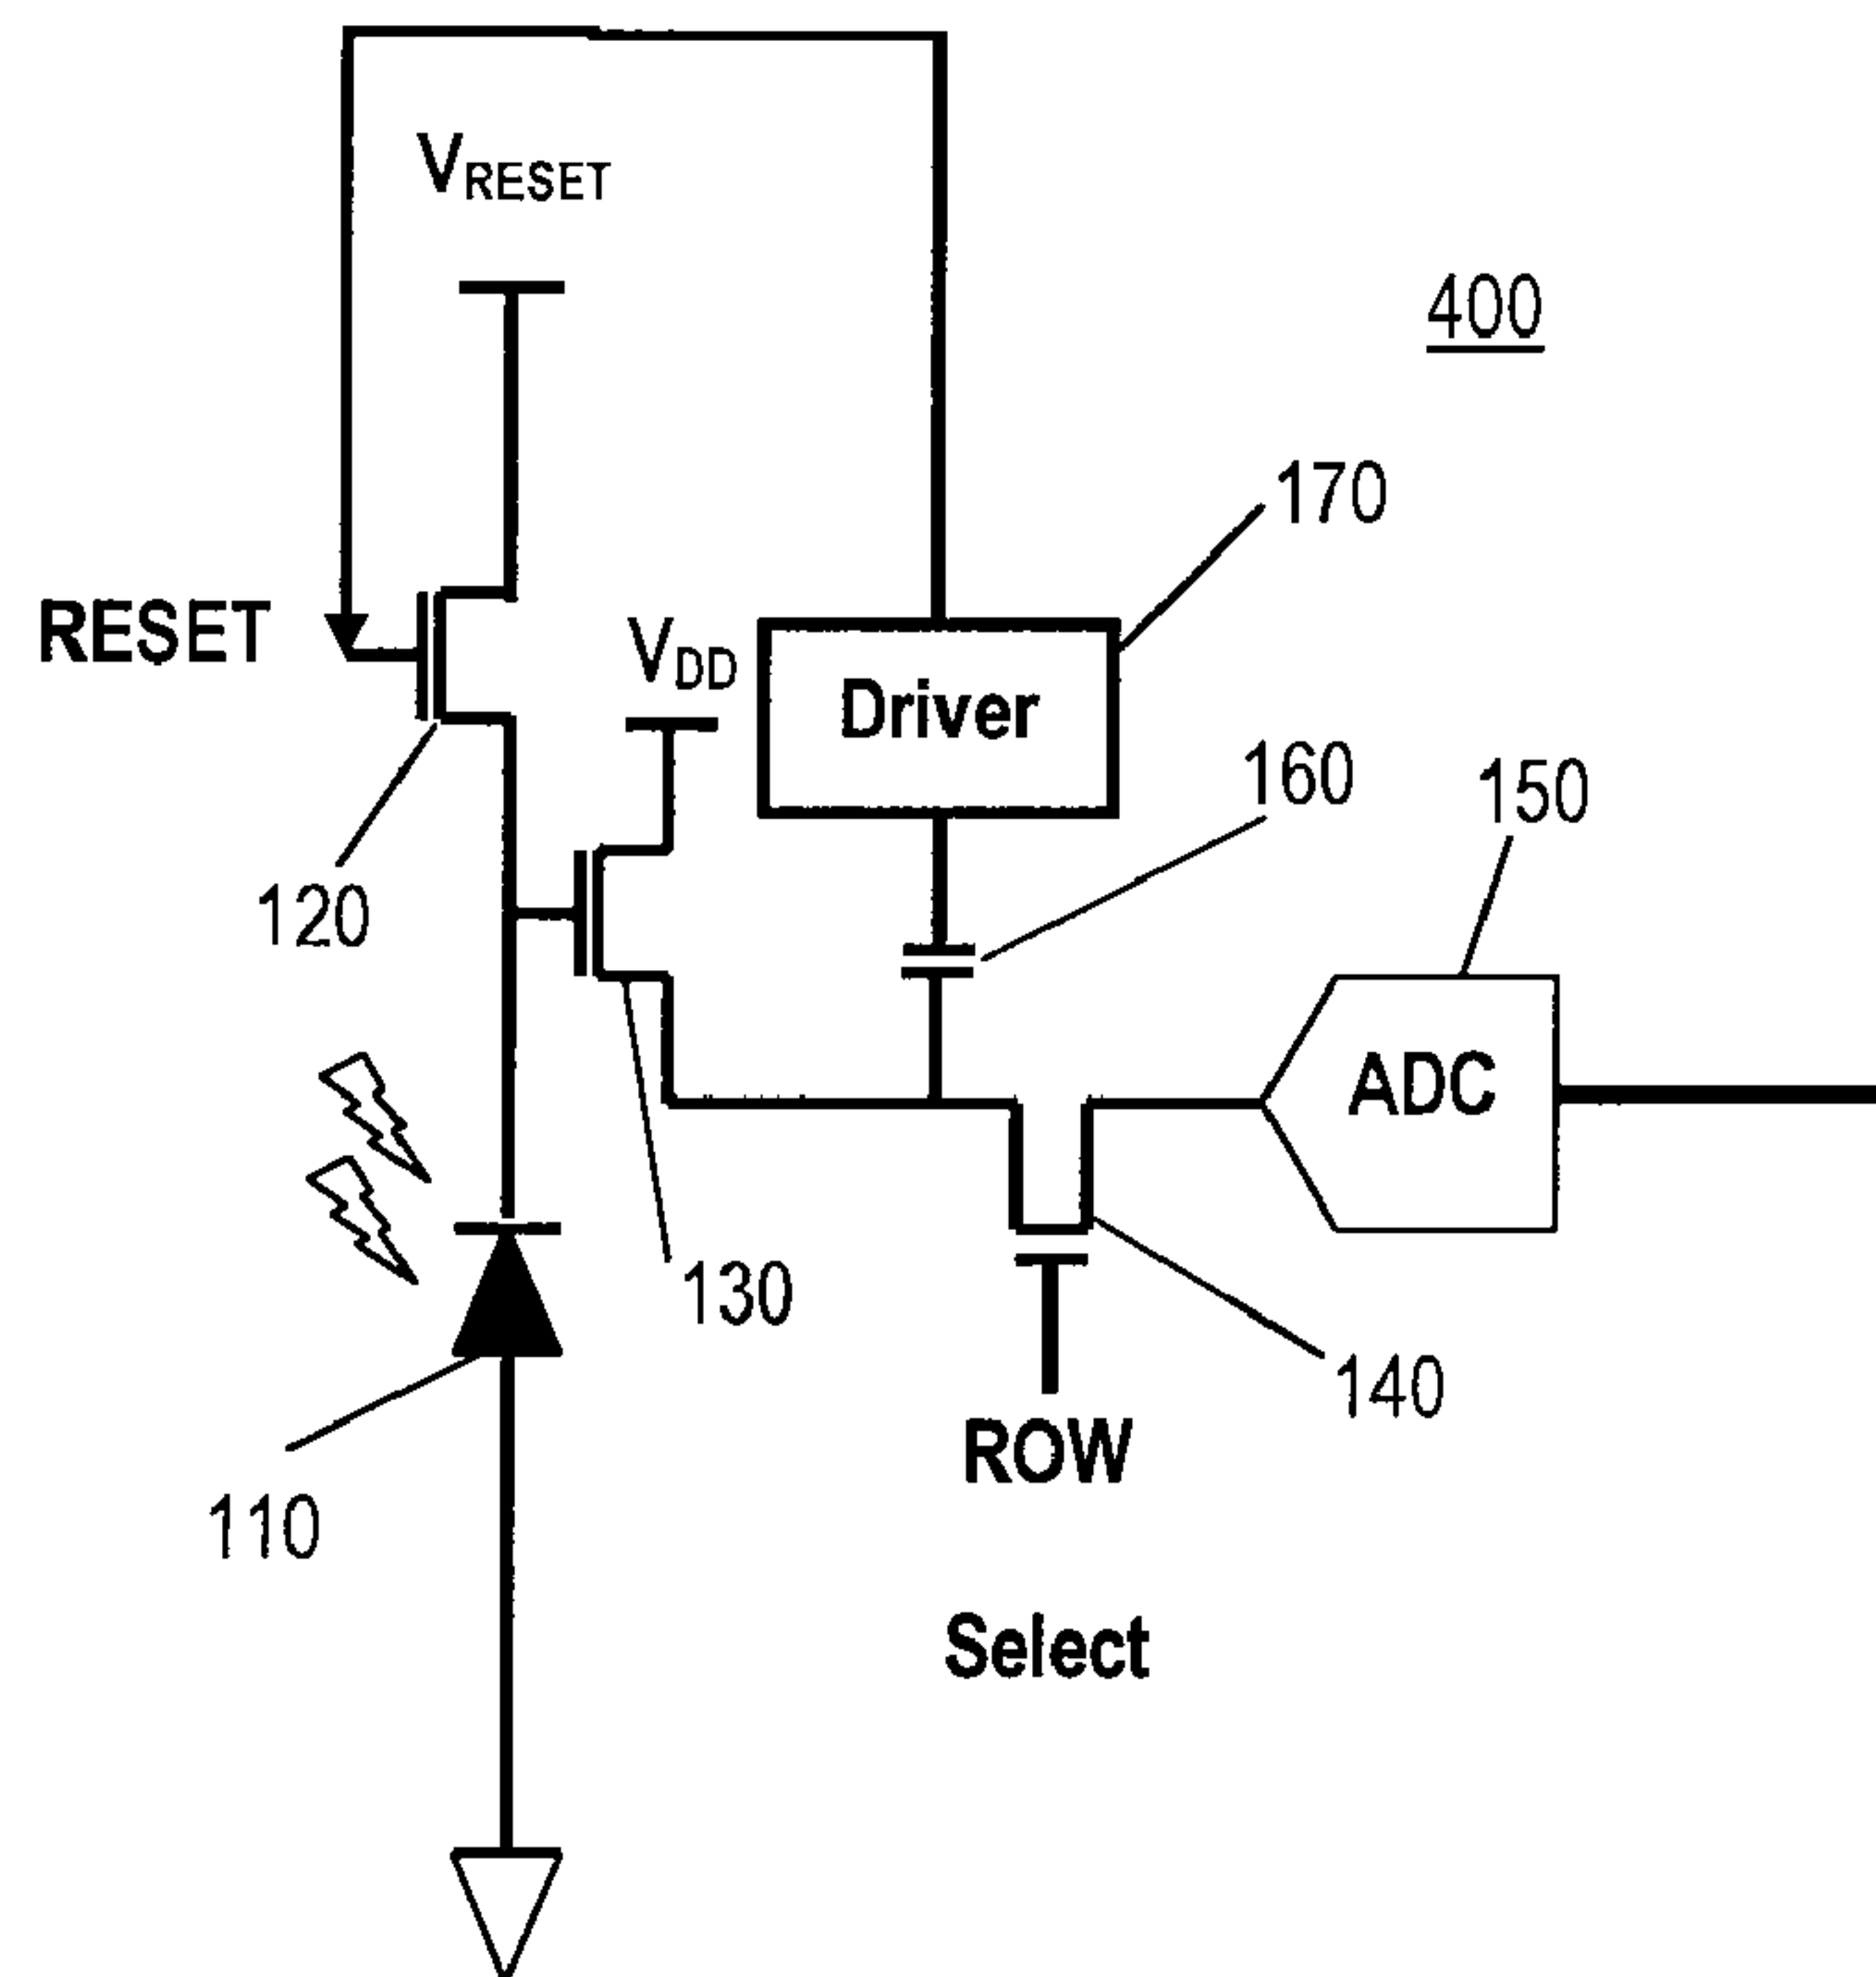 VRESET
400
170
RESET
VDD
Driver
160
150
120
ADC
130
140
ROW
110
Select